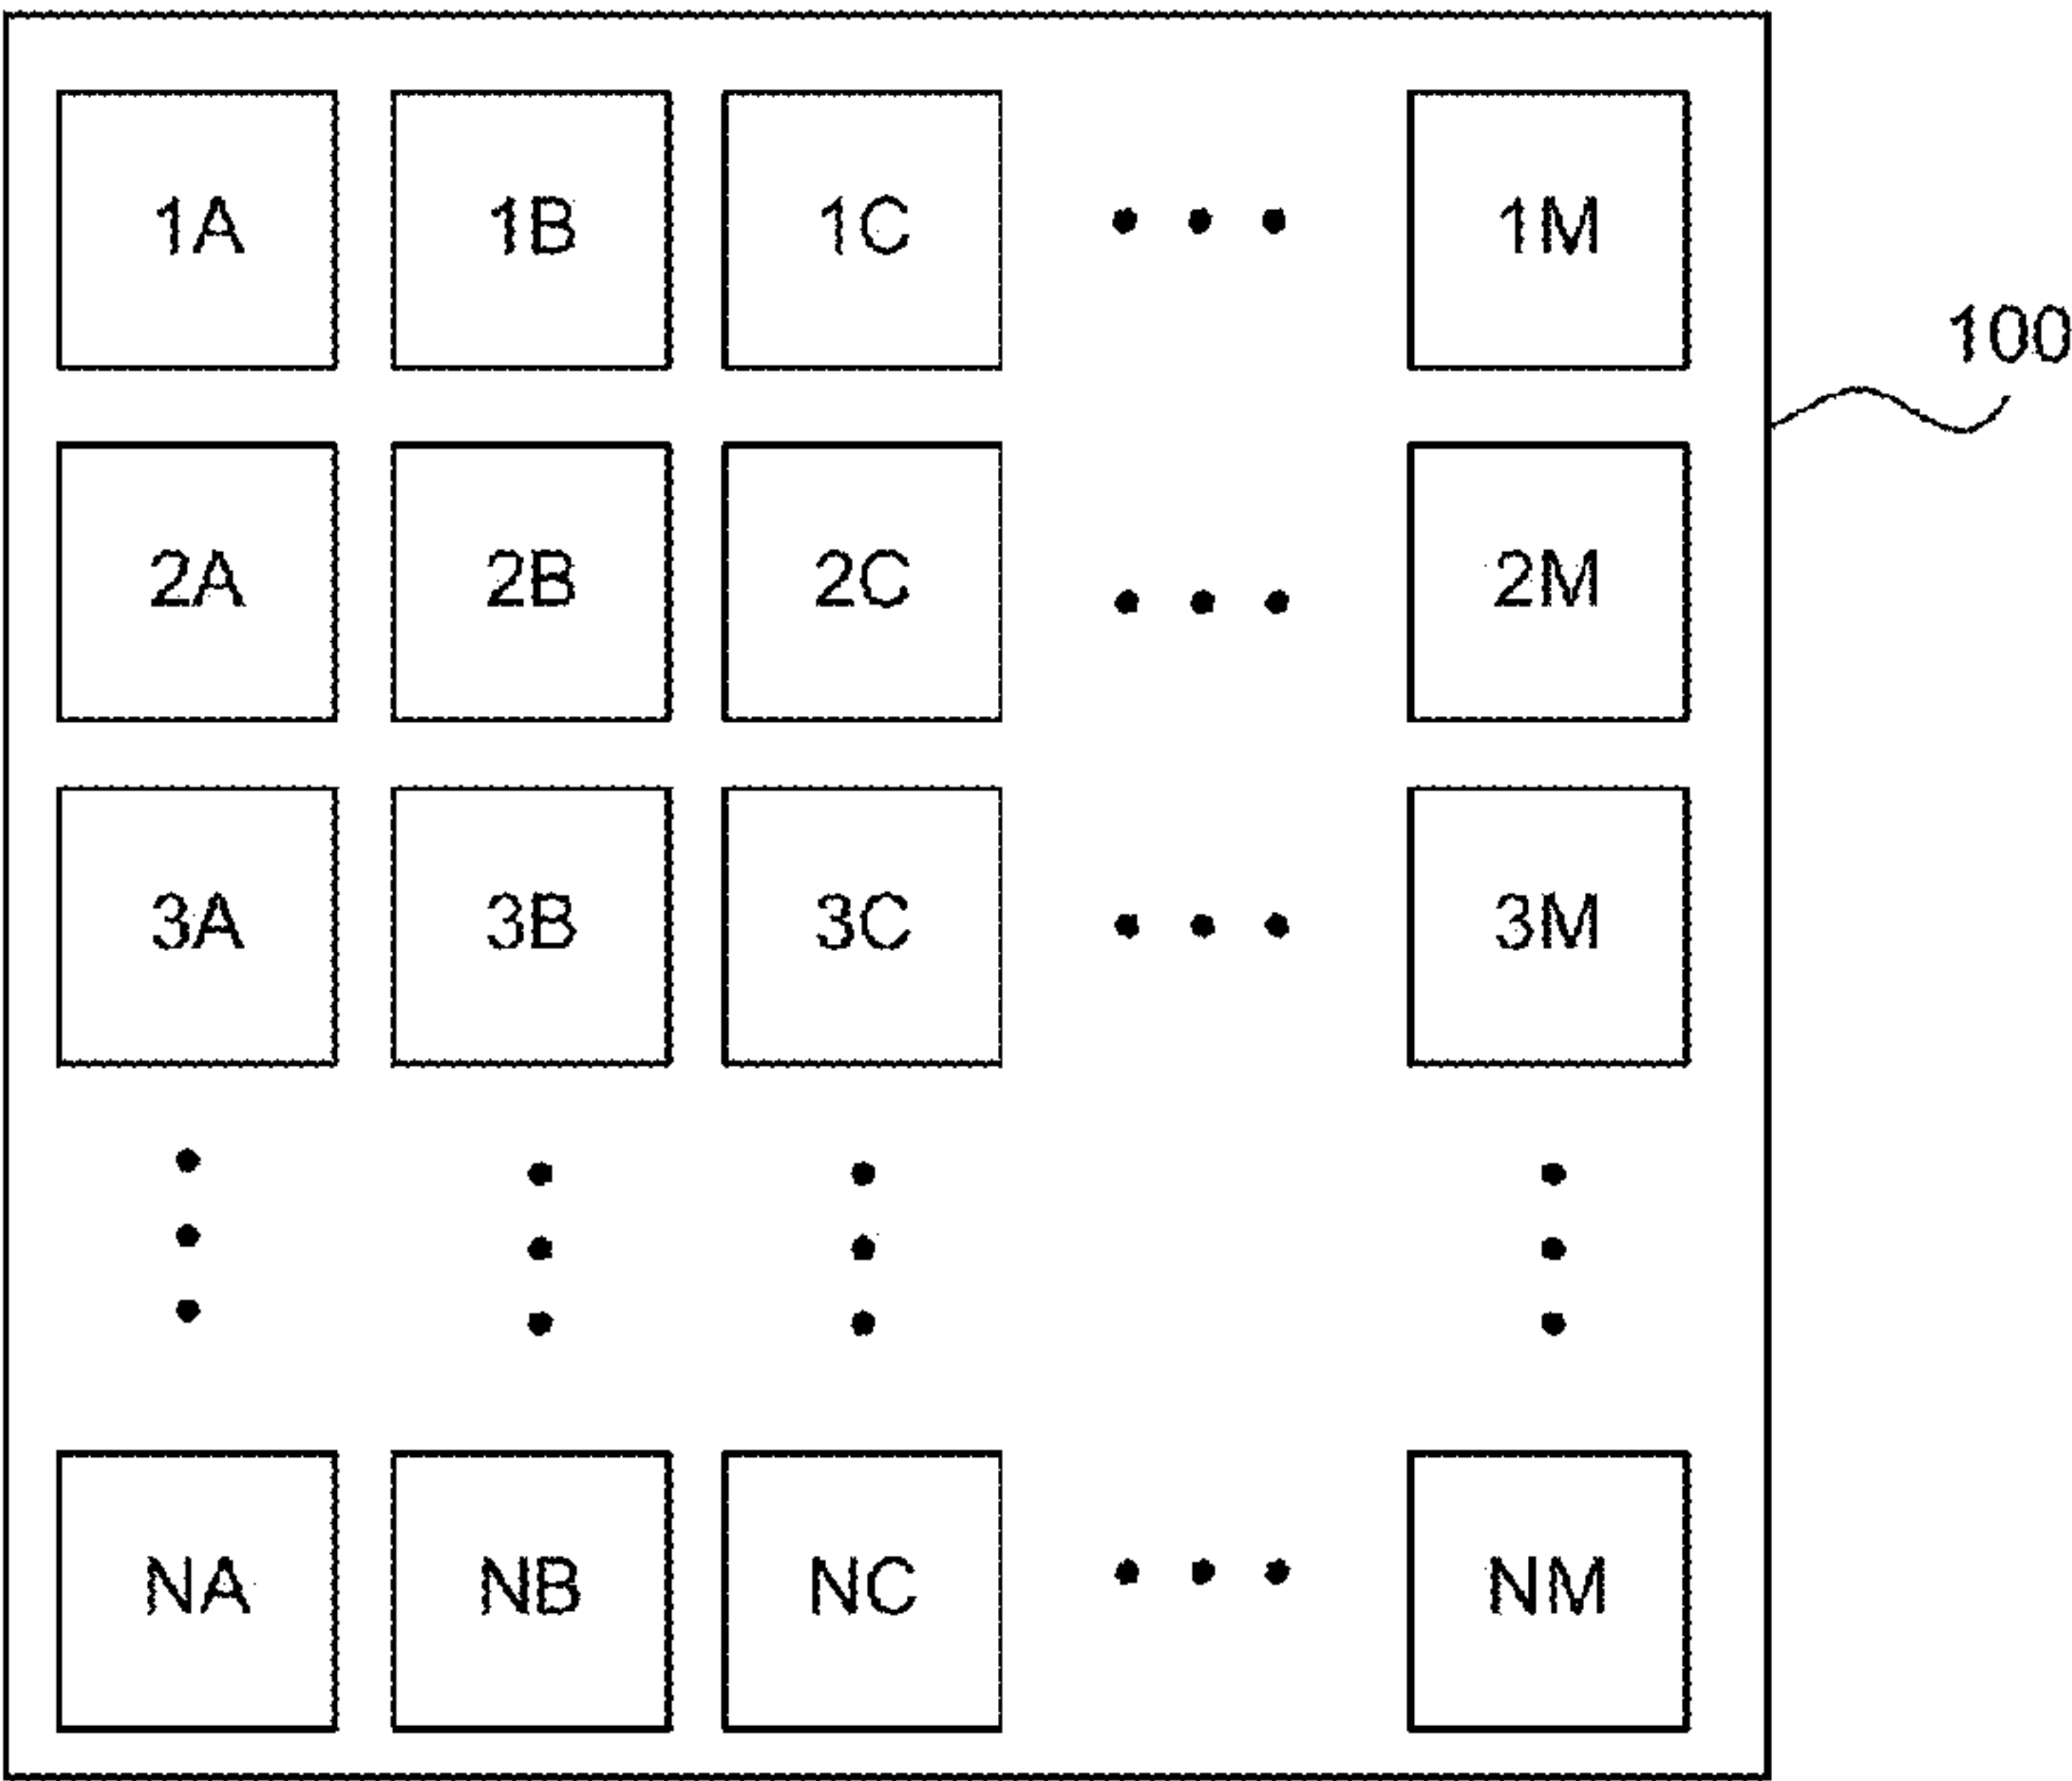 1A 1B 1C • • • 1M
100
2A 2B 2C • • • 2M
3A 3B 3C • • • 3M
NA NB NC • • • NM